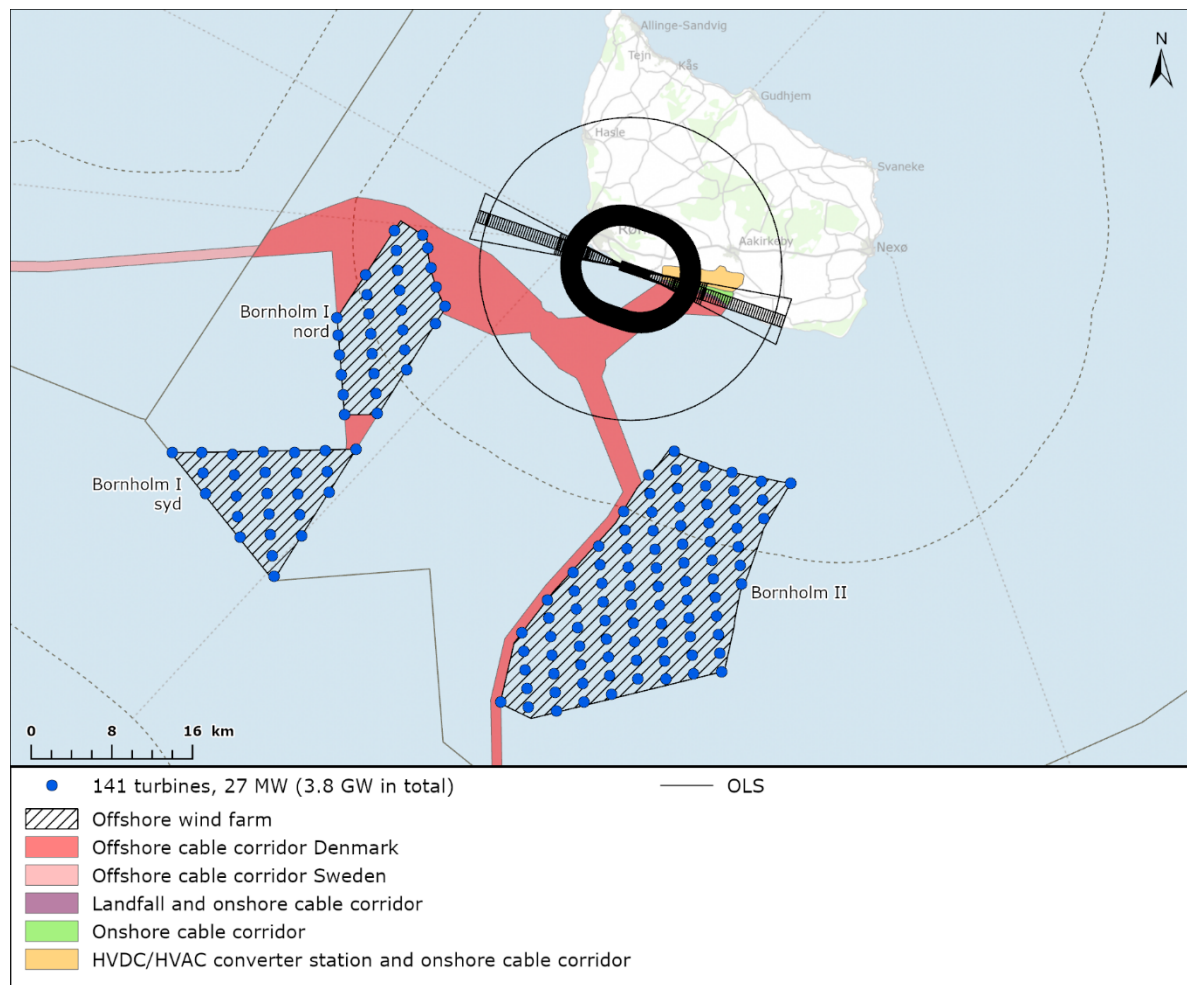 Allinge-Sandvig
N
Tejn
Kås
Gudhjem
Hasle
Svaneke
Aakirkeby
Nexø
Bornholm I
nord
Bornholm I
syd
Bornholm II
0 8 16 km
141 turbines, 27 MW (3.8 GW in total)
OLS
Offshore wind farm
Offshore cable corridor Denmark
Offshore cable corridor Sweden
Landfall and onshore cable corridor
Onshore cable corridor
HVDC/HVAC converter station and onshore cable corridor